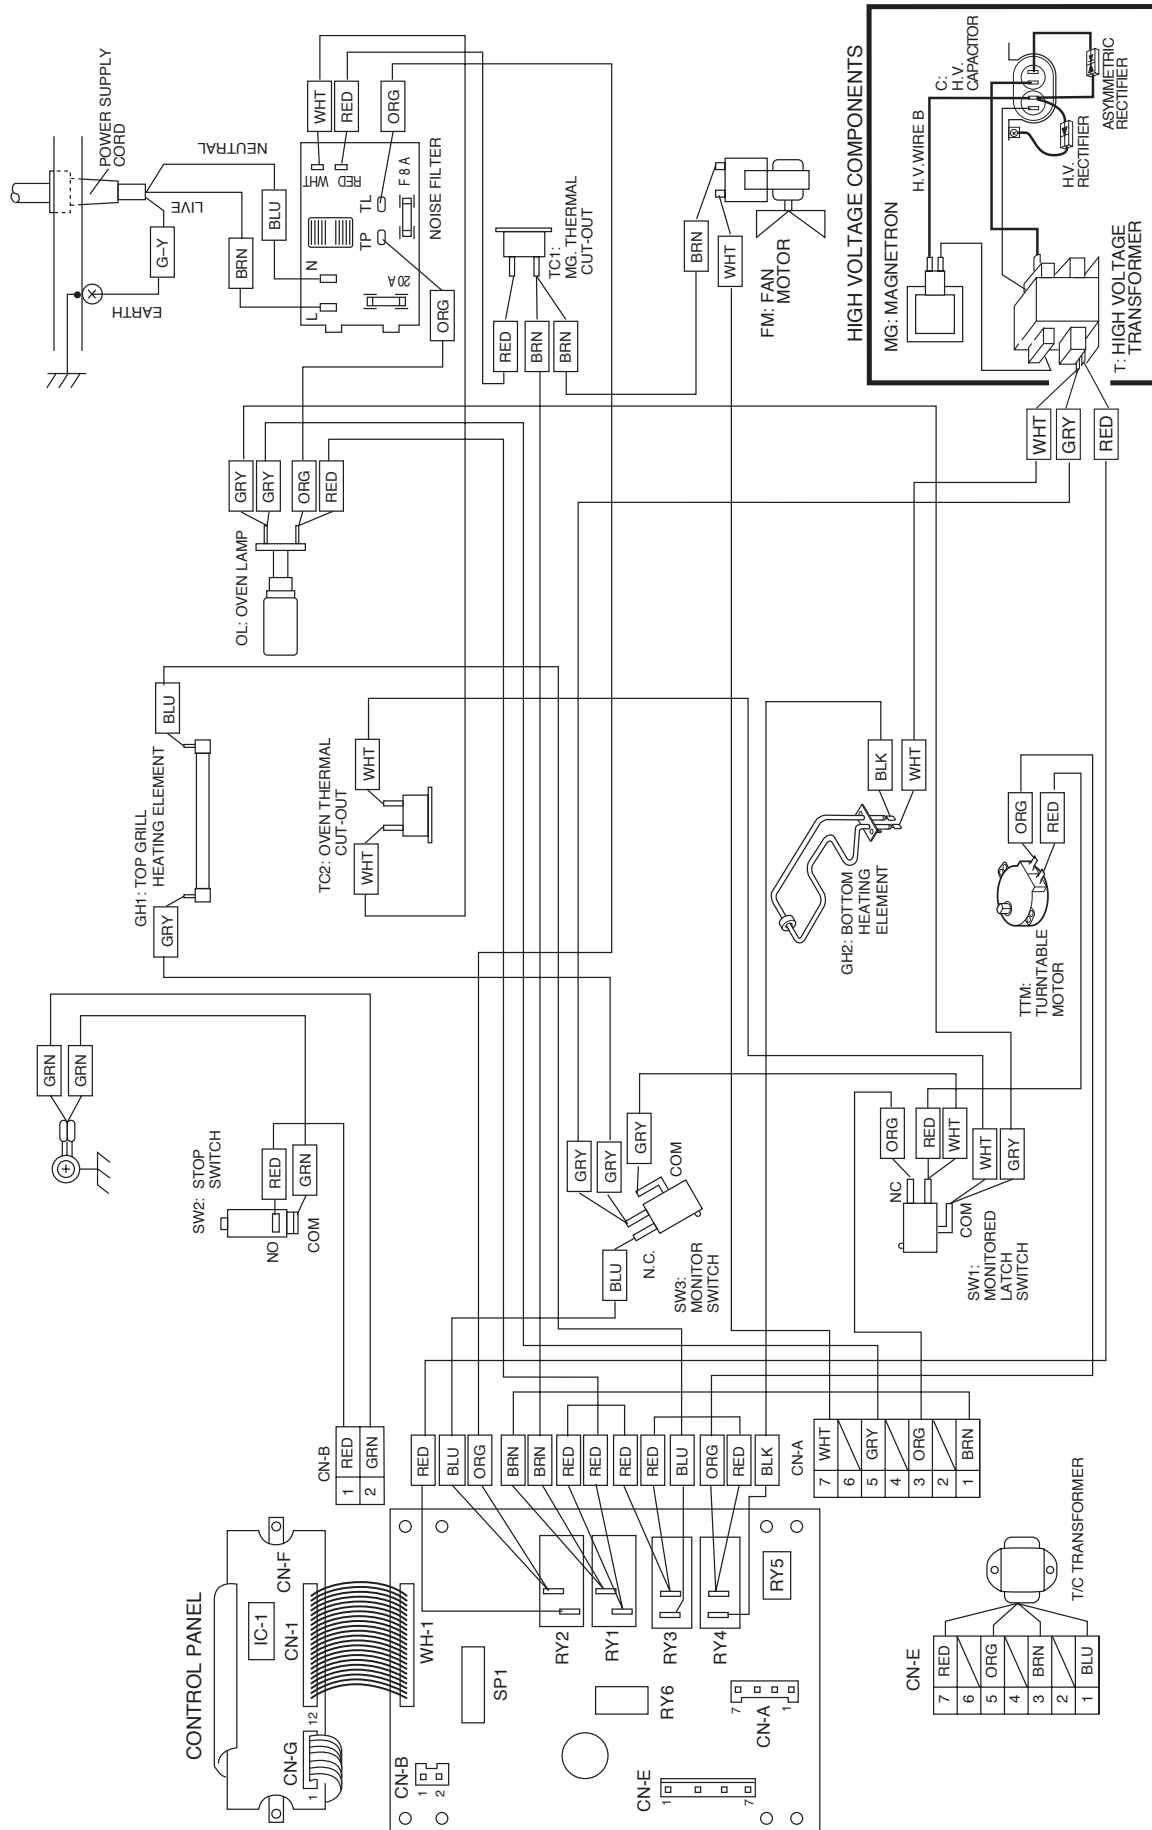 POWER SUPPLY
CORD
NEUTRAL
LIVE
EARTH
G–Y
BRN
BLU
WHT
RED
ORG
WHT
RED
TL
TP
F 8 A
20 A
N
L
NOISE FILTER
ORG
RED
BRN
BRN
TC1:
MG. THERMAL
CUT-OUT
BRN
WHT
FM: FAN
MOTOR
HIGH VOLTAGE COMPONENTS
MG: MAGNETRON
H.V.WIRE B
C:
H.V.
CAPACITOR
H.V.
RECTIFIER
ASYMMETRIC
RECTIFIER
T: HIGH VOLTAGE
TRANSFORMER
WHT
GRY
RED
GRY
GRY
ORG
RED
OL: OVEN LAMP
BLU
GRY
GH1: TOP GRILL
HEATING ELEMENT
WHT
WHT
TC2: OVEN THERMAL
CUT-OUT
BLK
WHT
GH2: BOTTOM
HEATING
ELEMENT
ORG
RED
TTM:
TURNTABLE
MOTOR
GRN
GRN
SW2: STOP
SWITCH
RED
GRN
NO
COM
GRY
GRY
GRY
COM
BLU
N.C.
SW3:
MONITOR
SWITCH
ORG
RED
WHT
WHT
GRY
NC
COM
SW1:
MONITORED
LATCH
SWITCH
CN-B
1 RED
2 GRN
RED
BLU
ORG
BRN
BRN
RED
RED
RED
RED
BLU
ORG
RED
BLK
CN-A
7 WHT
6
5 GRY
4
3 ORG
2
1 BRN
CONTROL PANEL
CN-F
IC-1
CN-1
12
CN-G
1
WH-1
SP1
RY2
RY1
RY3
RY4
RY5
RY6
CN-B
1
2
CN-A
7
1
CN-E
1
7
CN-E
7 RED
6
5 ORG
4
3 BRN
2
1 BLU
T/C TRANSFORMER